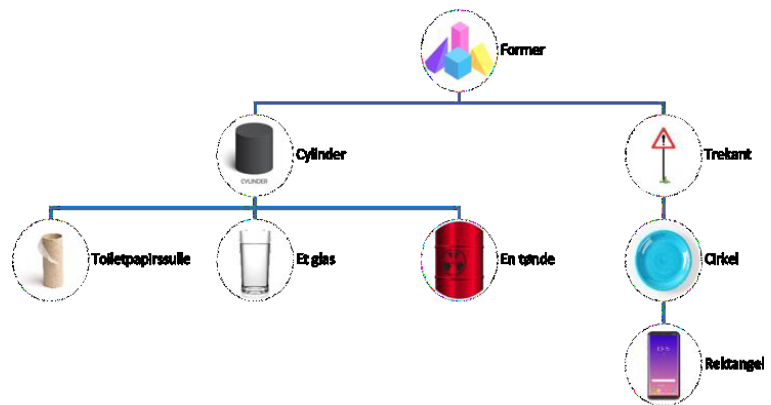 Former
Cylinder
CYLINDER
Trekant
Toiletpapirsrulle
Et glas
En tønde
Cirkel
Rektangel